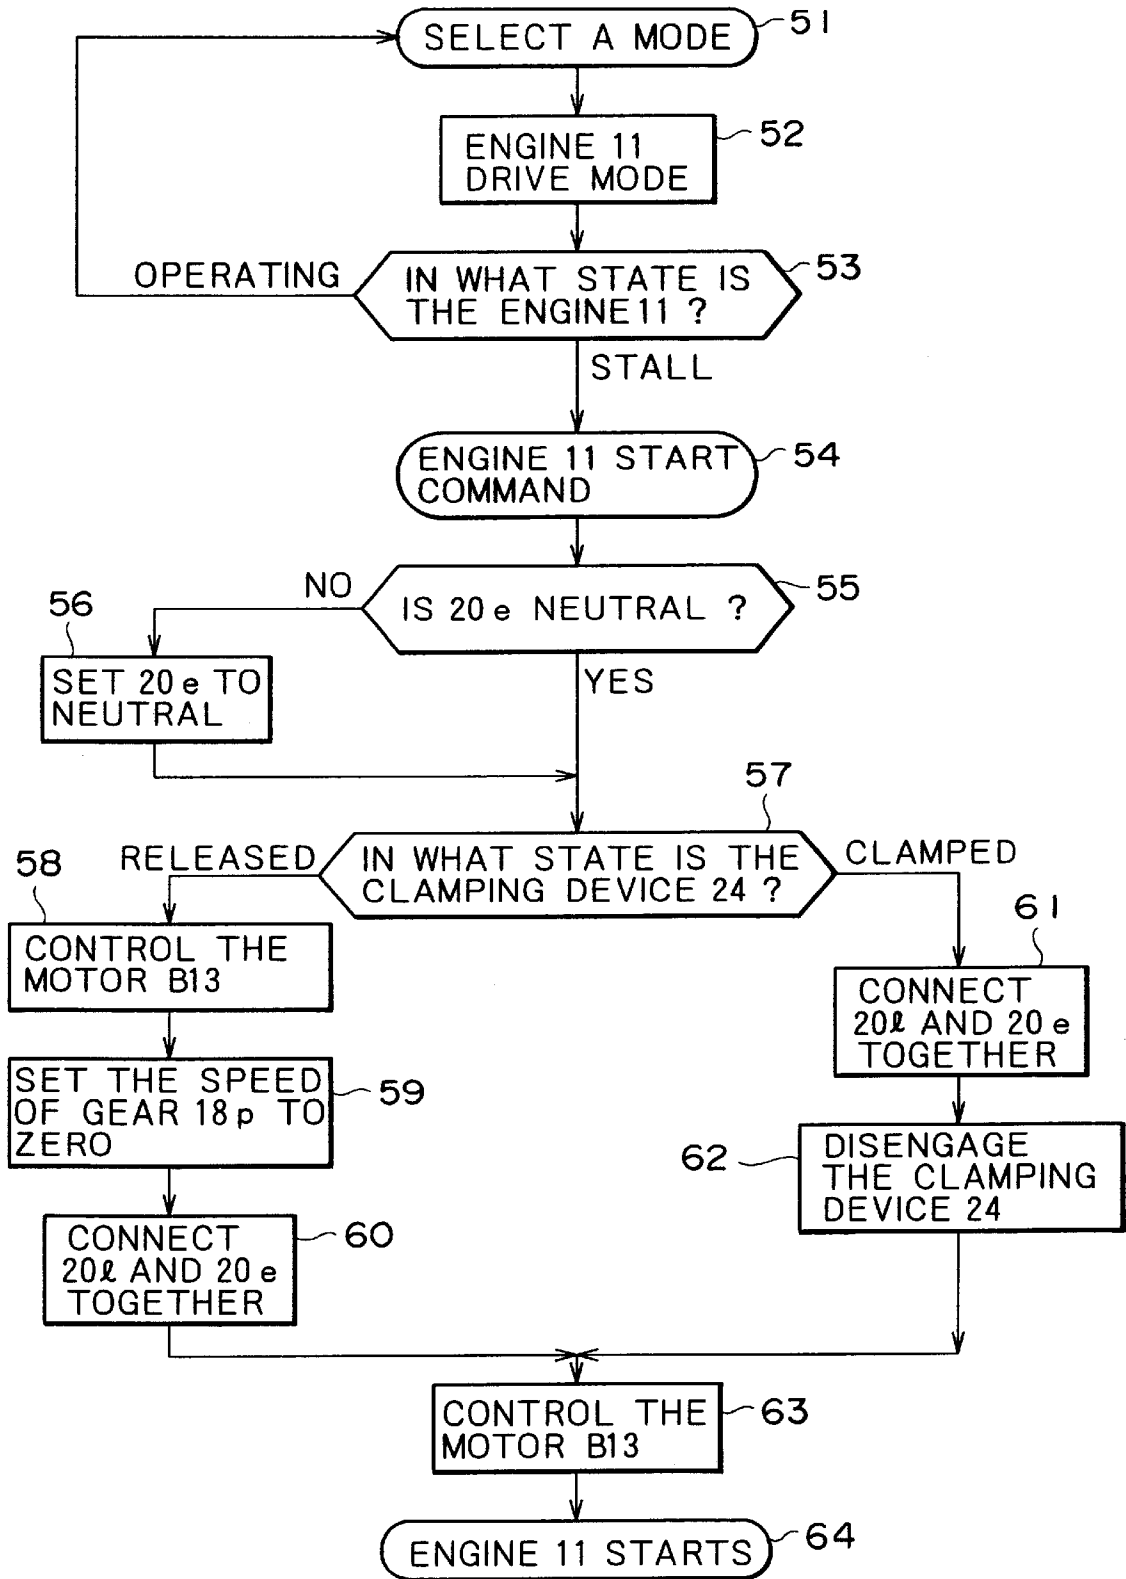 SELECT A MODE
51
ENGINE 11
DRIVE MODE
52
OPERATING
IN WHAT STATE IS
THE ENGINE 11 ?
53
STALL
ENGINE 11 START
COMMAND
54
NO
IS 20e NEUTRAL ?
55
56
SET 20e TO
NEUTRAL
YES
57
RELEASED
IN WHAT STATE IS THE
CLAMPING DEVICE 24 ?
CLAMPED
58
CONTROL THE
MOTOR B13
61
CONNECT
20ℓ AND 20e
TOGETHER
SET THE SPEED
OF GEAR 18p TO
ZERO
59
62
DISENGAGE
THE CLAMPING
DEVICE 24
CONNECT
20ℓ AND 20e
TOGETHER
60
CONTROL THE
MOTOR B13
63
ENGINE 11 STARTS
64